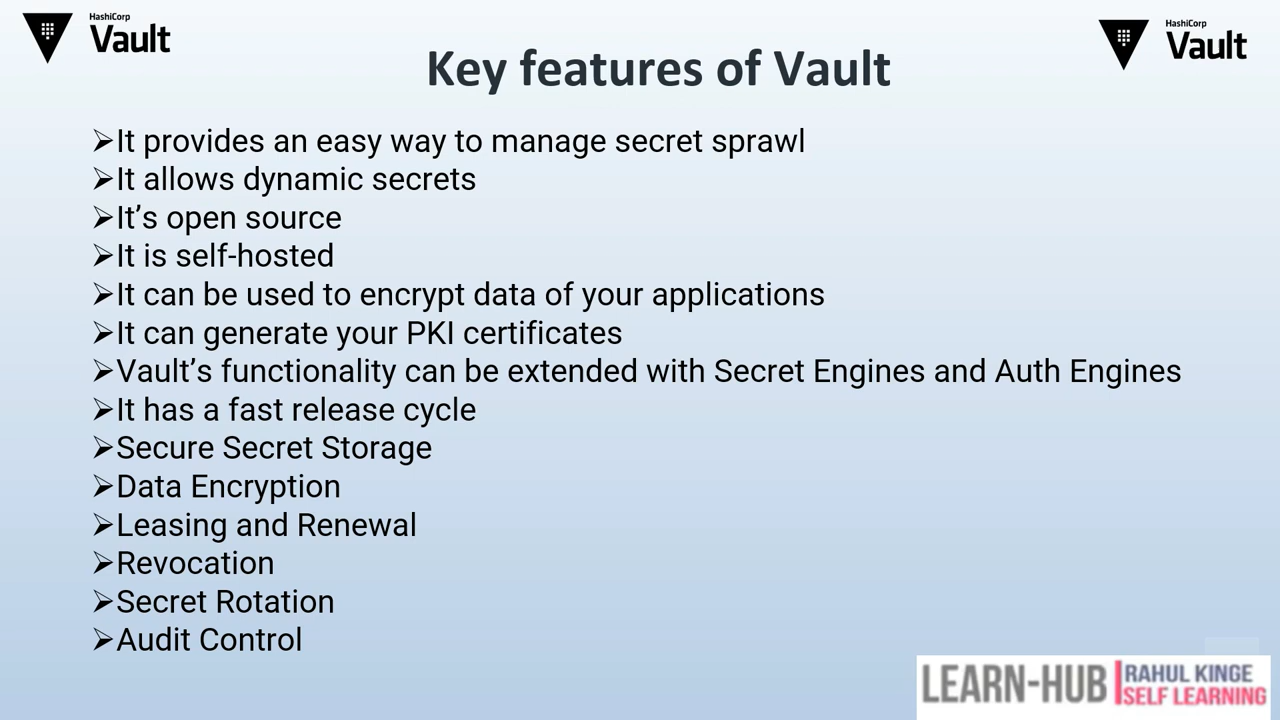 HashiCorp
Vault
HashiCorp
Vault
Key features of Vault
➢It provides an easy way to manage secret sprawl
➢It allows dynamic secrets
➢It’s open source
➢It is self-hosted
➢It can be used to encrypt data of your applications
➢It can generate your PKI certificates
➢Vault’s functionality can be extended with Secret Engines and Auth Engines
➢It has a fast release cycle
➢Secure Secret Storage
➢Data Encryption
➢Leasing and Renewal
➢Revocation
➢Secret Rotation
➢Audit Control
LEARN-HUB
RAHUL KINGE
SELF LEARNING